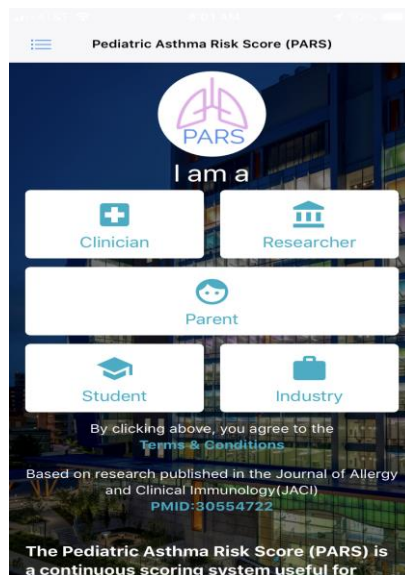 Pediatric Asthma Risk Score (PARS)
PARS
I am a
Clinician
Researcher
Parent
Student
Industry
By clicking above, you agree to the
Terms & Conditions
Based on research published in the Journal of Allergy
and Clinical Immunology(JACI)
PMID:30554722
The Pediatric Asthma Risk Score (PARS) is
a continuous scoring system useful for